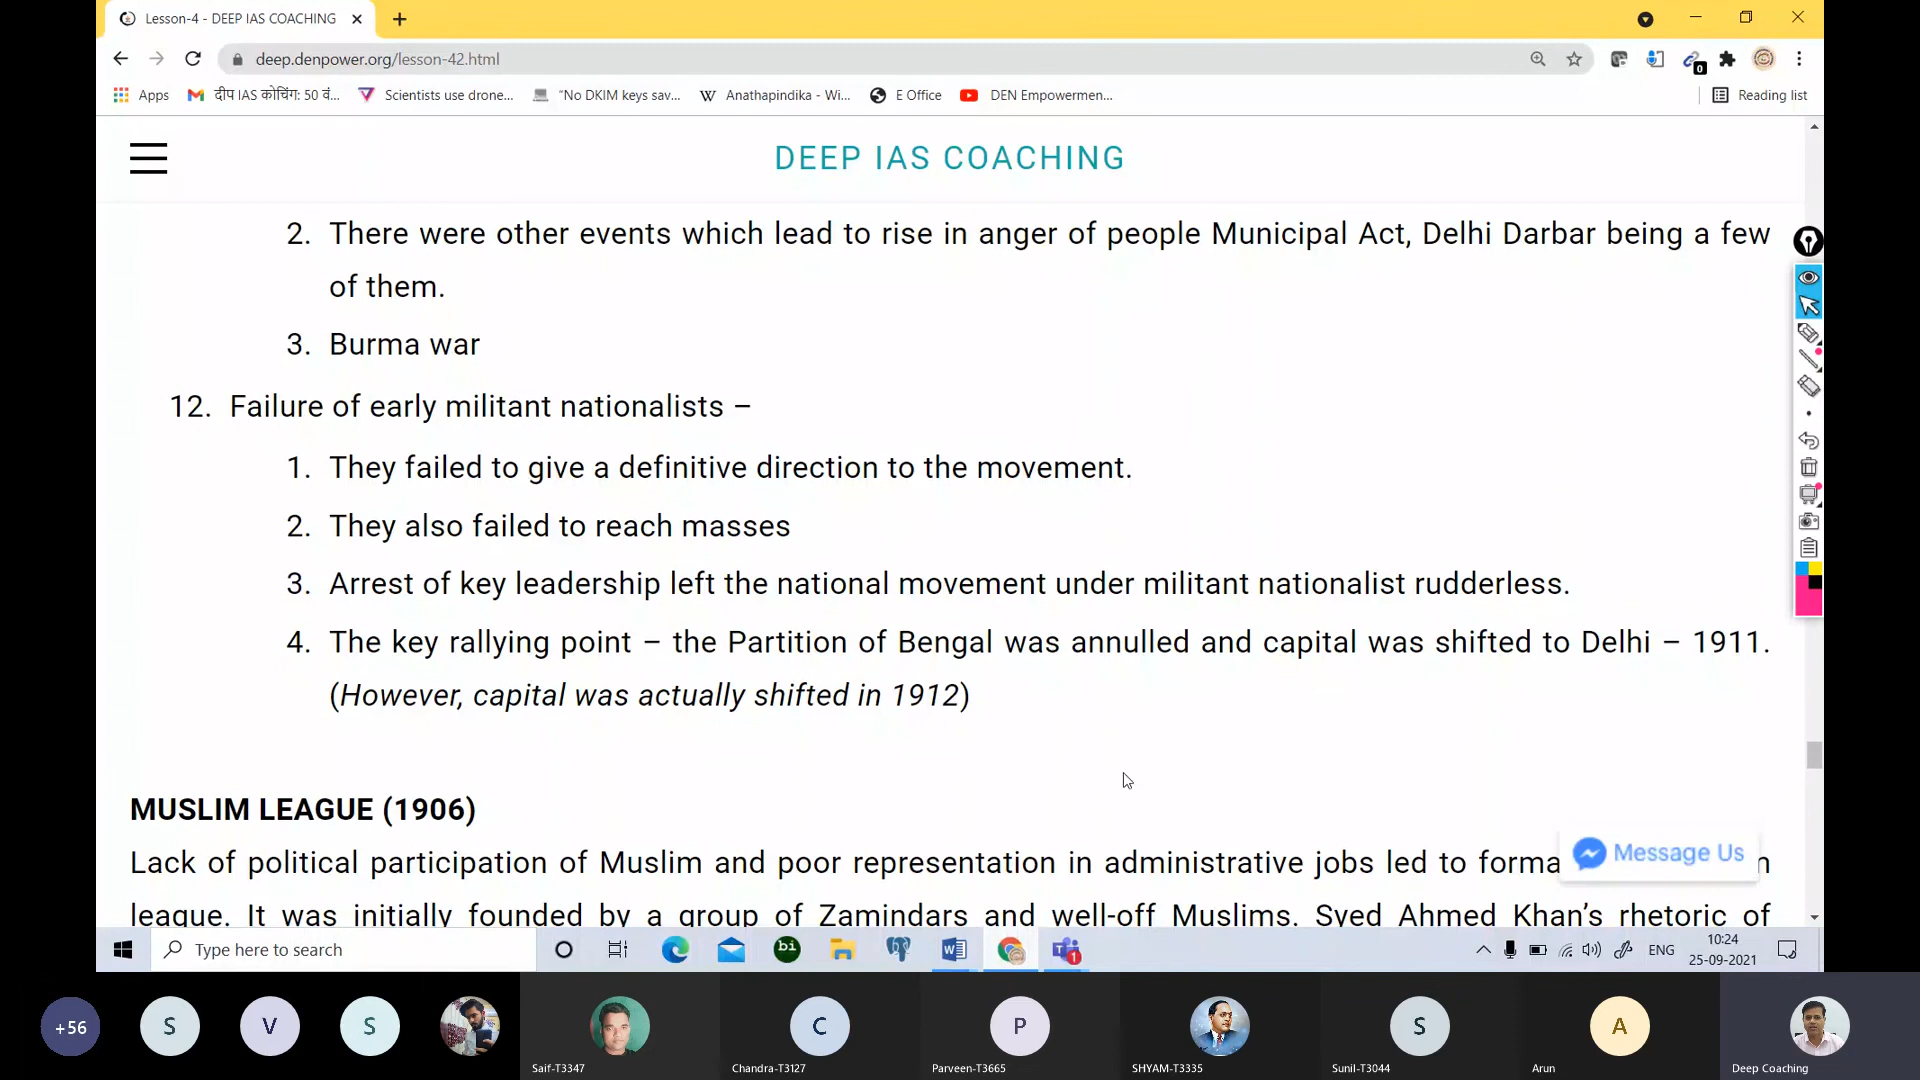 Lesson-4 - DEEP IAS COACHING
deep.denpower.org/lesson-42.html
0
Apps
दीप IAS कोचिंग: 50 वं...
Scientists use drone...
"No DKIM keys sav...
W Anathapindika - Wi...
E Office
DEN Empowermen...
Reading list
DEEP IAS COACHING
2. There were other events which lead to rise in anger of people Municipal Act, Delhi Darbar being a few
of them.
3. Burma war
12. Failure of early militant nationalists –
1. They failed to give a definitive direction to the movement.
2. They also failed to reach masses
3. Arrest of key leadership left the national movement under militant nationalist rudderless.
4. The key rallying point – the Partition of Bengal was annulled and capital was shifted to Delhi – 1911.
(However, capital was actually shifted in 1912)
MUSLIM LEAGUE (1906)
Lack of political participation of Muslim and poor representation in administrative jobs led to forma
Message Us
league. It was initially founded by a group of Zamindars and well-off Muslims. Syed Ahmed Khan's rhetoric of
Type here to search
bi
1
ENG
10:24
25-09-2021
+56
S
V
S
C
P
S
A
Saif-T3347
Chandra-T3127
Parveen-T3665
SHYAM-T3335
Sunil-T3044
Arun
Deep Coaching